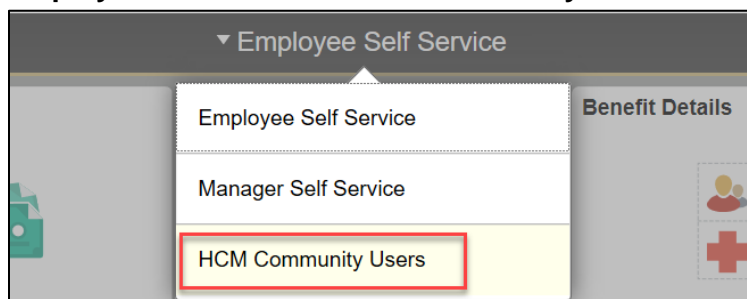 ▾ Employee Self Service
Employee Self Service
Benefit Details
Manager Self Service
HCM Community Users